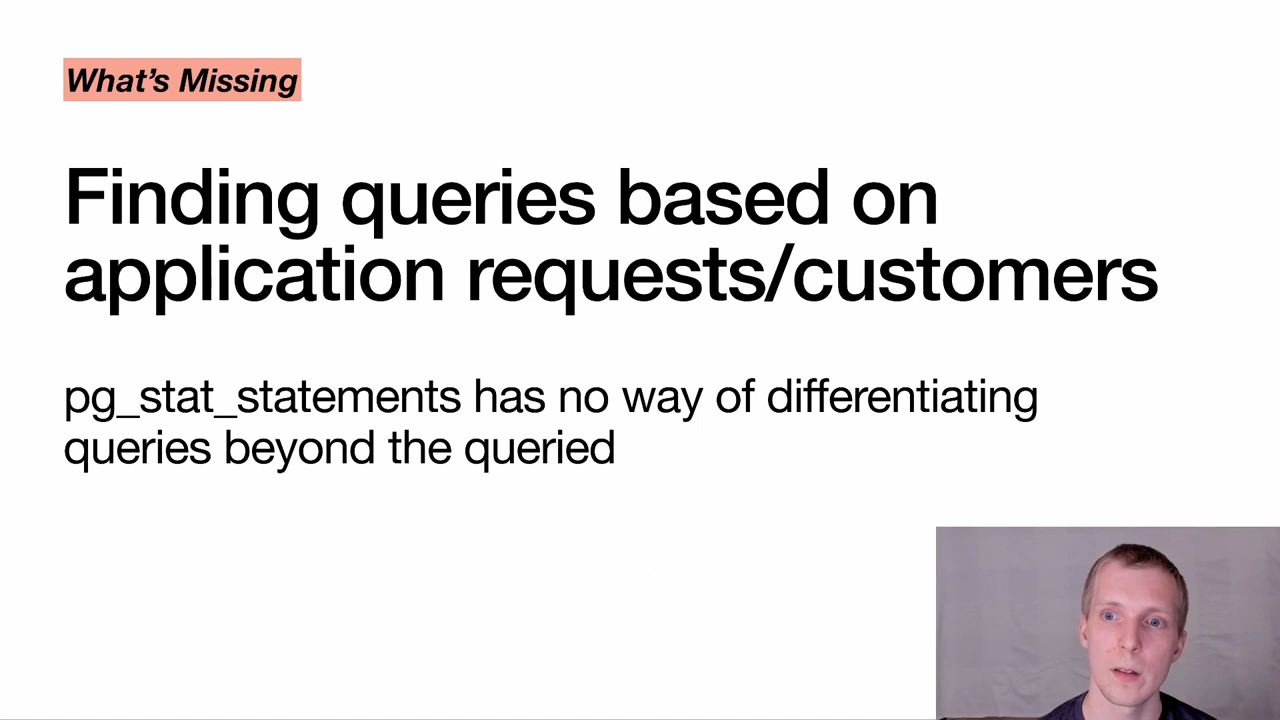 What's Missing
Finding queries based on
application requests/customers
pg_stat_statements has no way of differentiating
queries beyond the queried